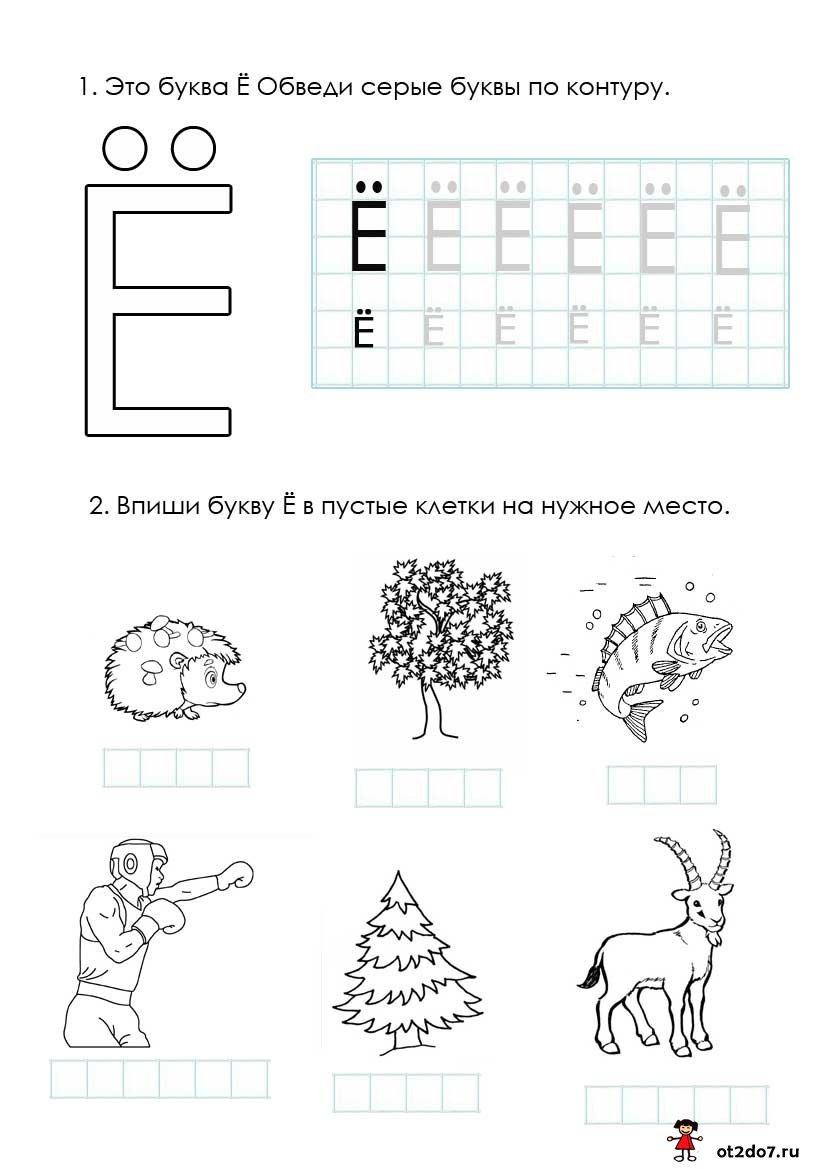 1. Это буква Ё Обведи серые буквы по контуру.
Ё
Ё Ё Ё Ё Ё Ё
Ё Ё Ё Ё Ё Ё
2. Впиши букву Ё в пустые клетки на нужное место.
ot2do7.ru